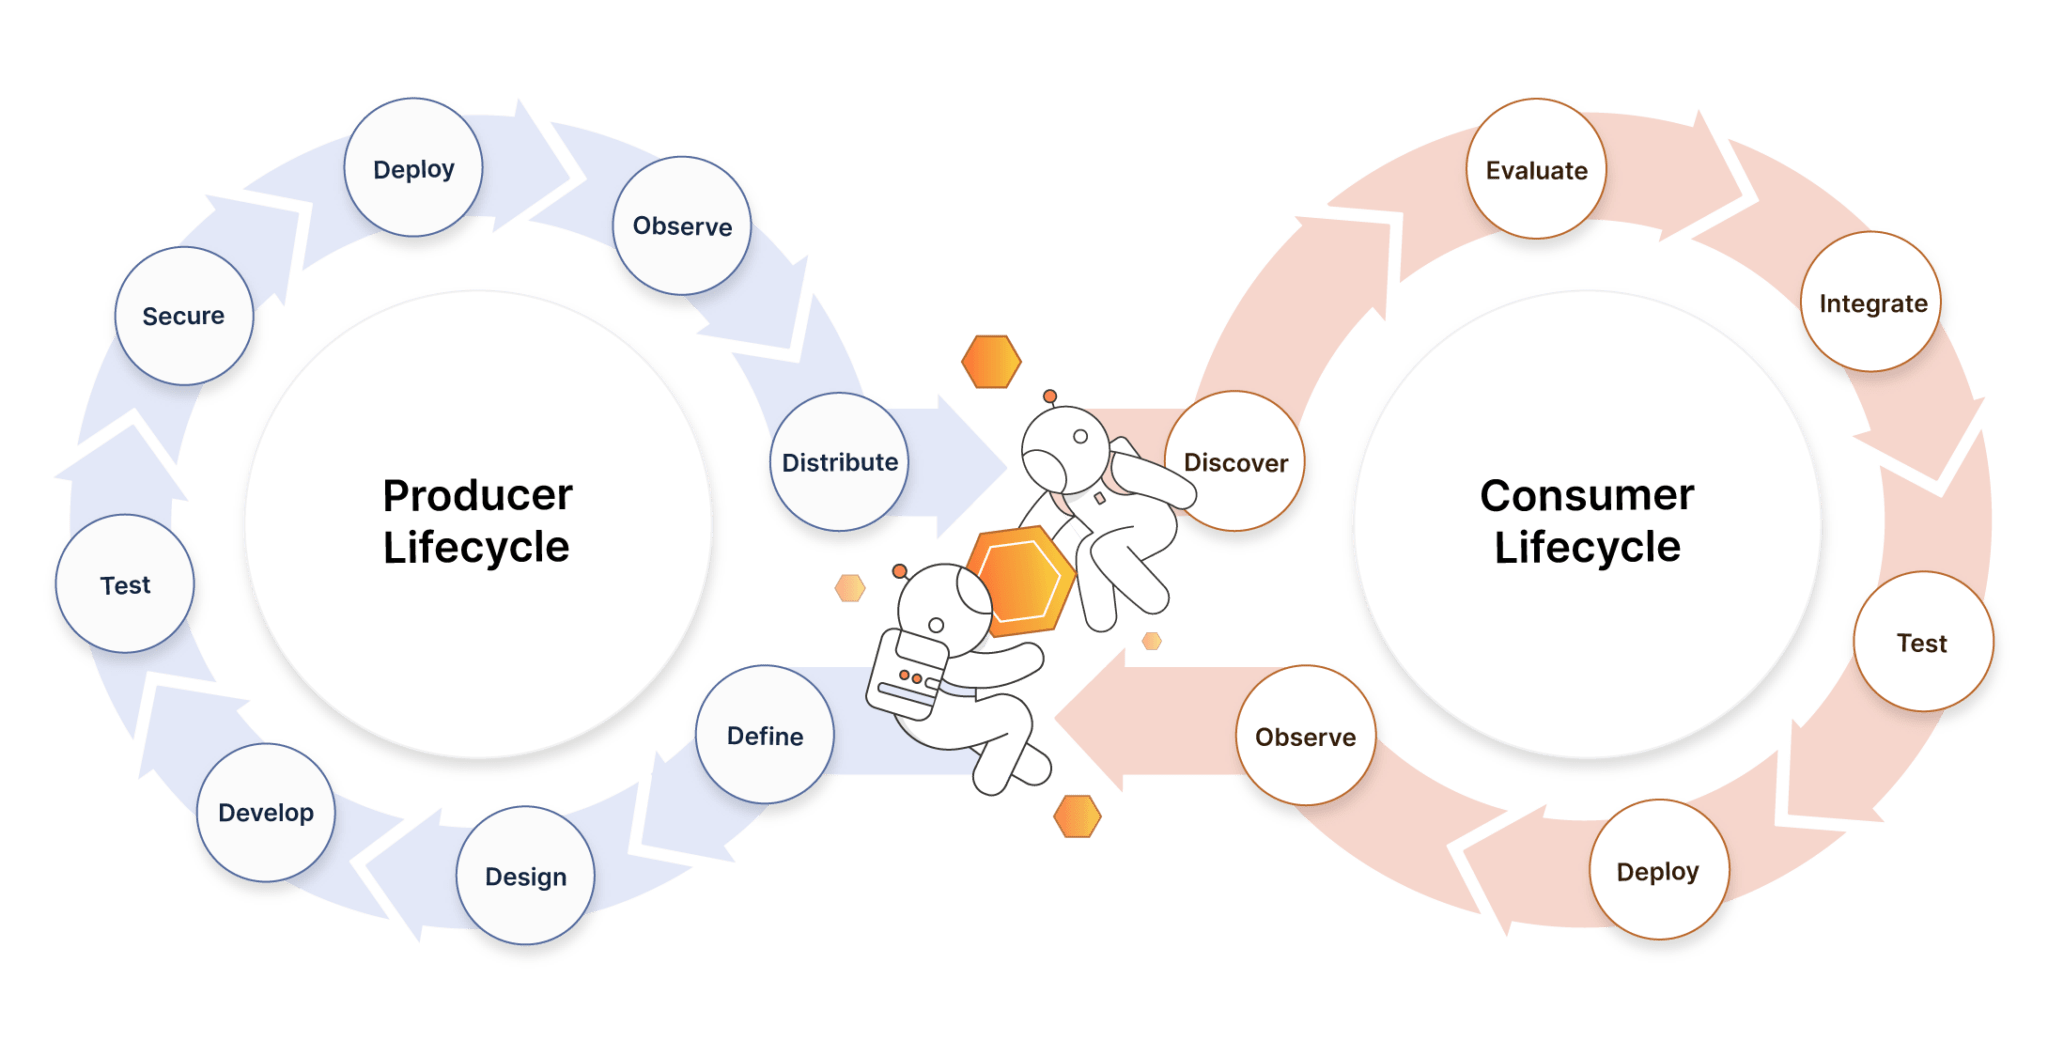 Producer
Lifecycle
Define
Design
Develop
Test
Secure
Deploy
Observe
Distribute
Consumer
Lifecycle
Discover
Evaluate
Integrate
Test
Deploy
Observe